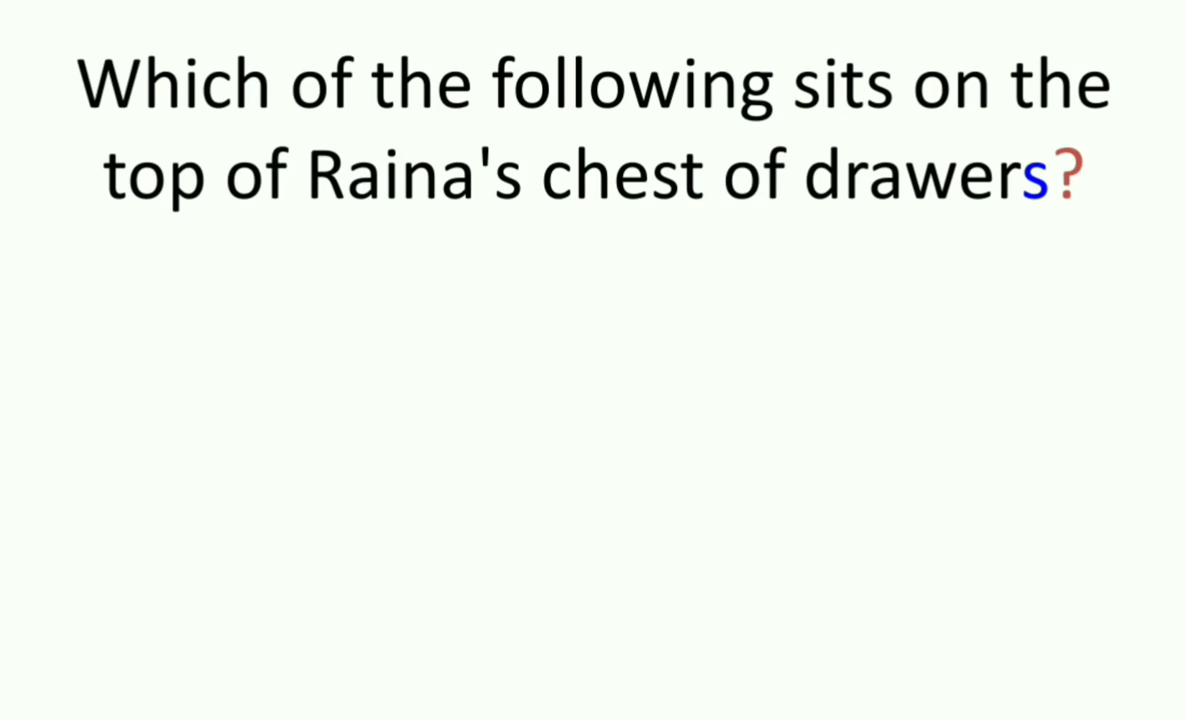 Which of the following sits on the
top of Raina's chest of drawers?